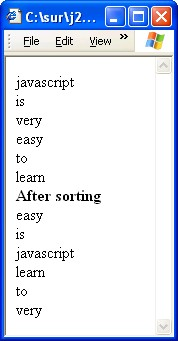 C:\sur\j2...
File Edit View »
javascript
is
very
easy
to
learn
After sorting
easy
is
javascript
learn
to
very